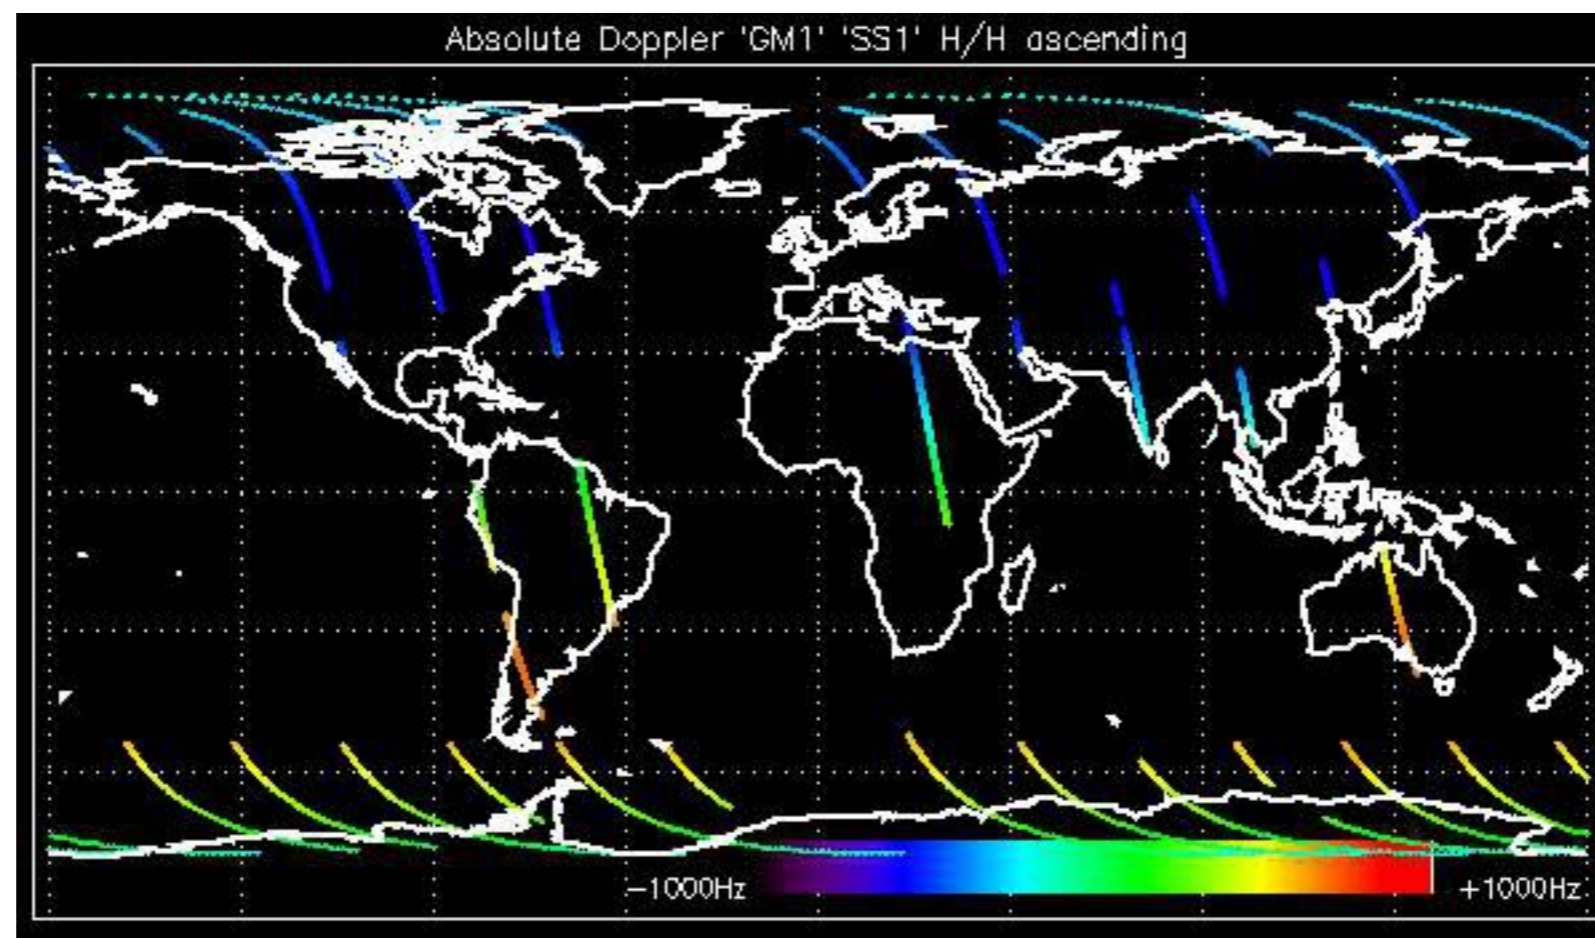 Absolute Doppler 'GM1' 'SS1' H/H ascending
−1000Hz
+1000Hz